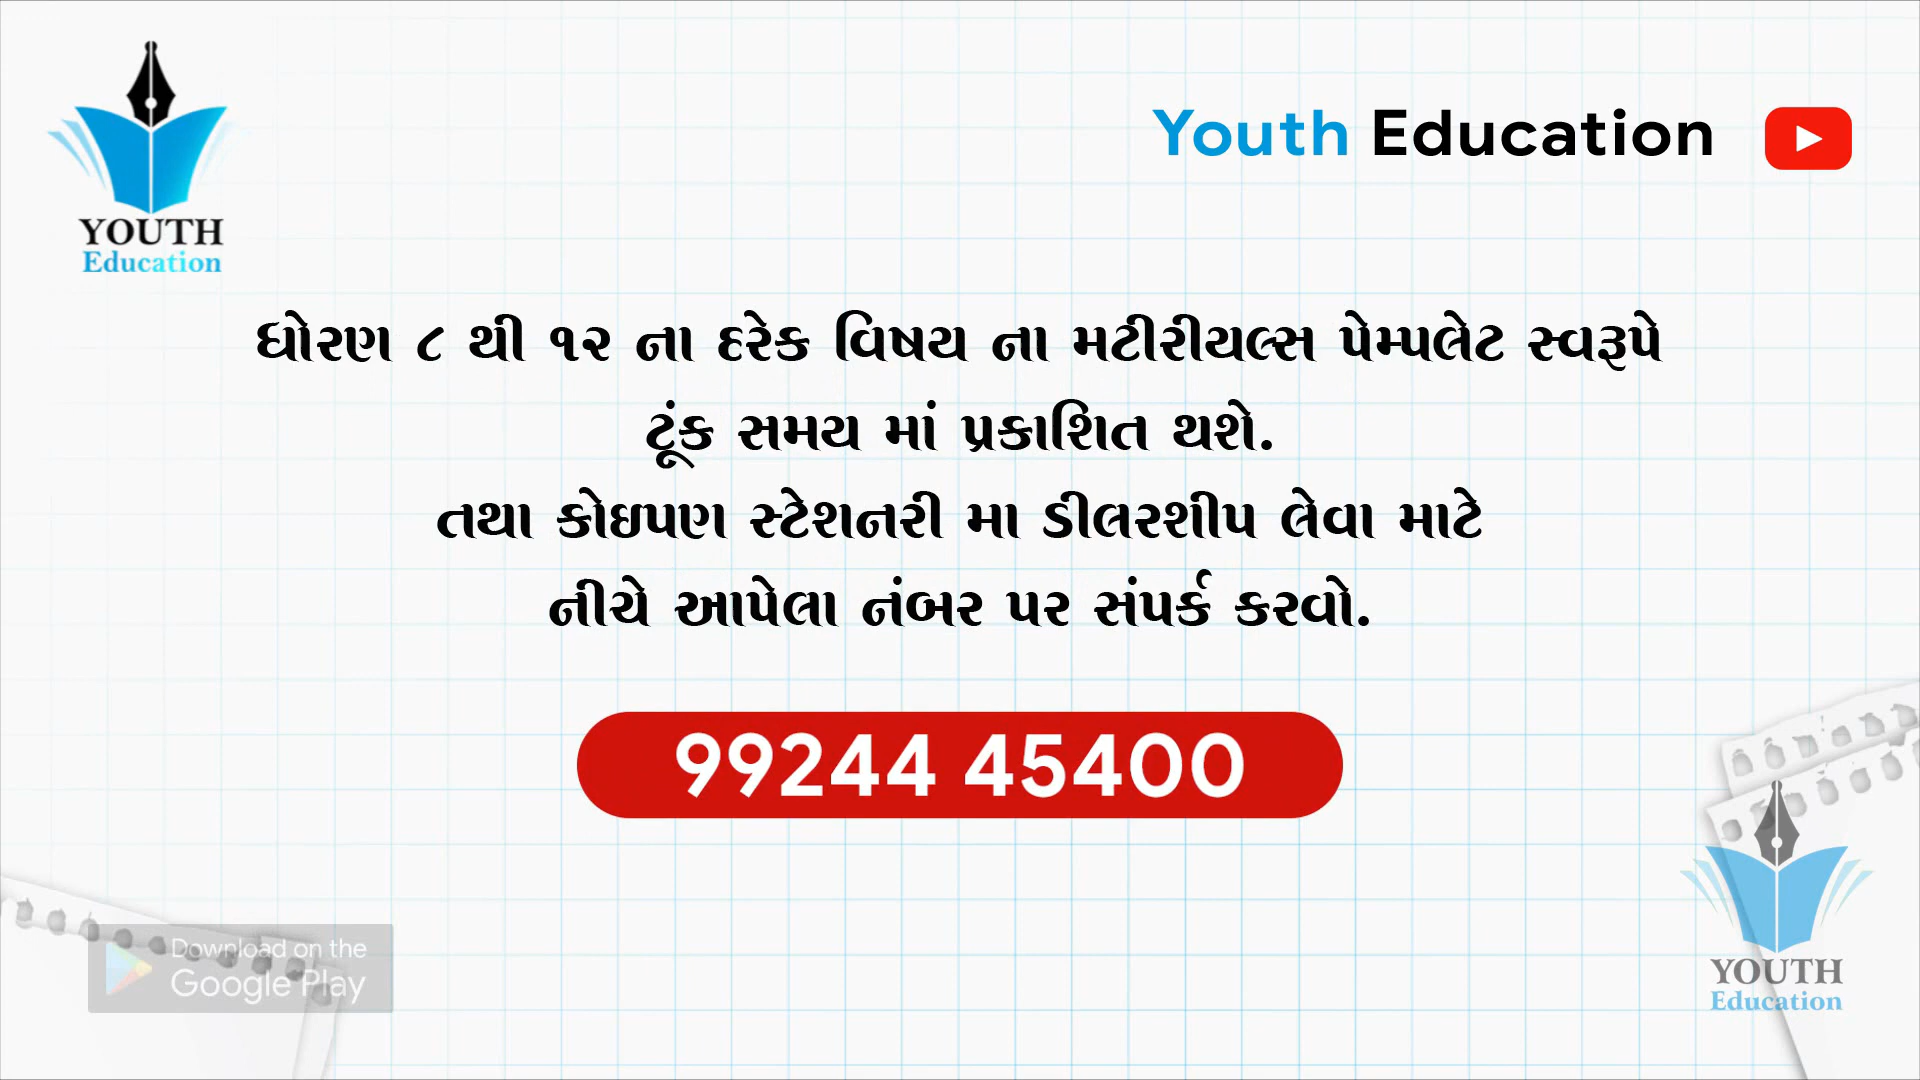 YOUTH
Education
Youth Education
ધોરણ ૮ થી ૧૨ ના દરેક વિષય ના મટીરીયલ્સ પેમ્પલેટ સ્વરૂપે
ટૂંક સમય માં પ્રકાશિત થશે.
તથા કોઇપણ સ્ટેશનરી મા ડીલરશીપ લેવા માટે
નીચે આપેલા નંબર પર સંપર્ક કરવો.
99244 45400
Download on the
Google Play
YOUTH
Education